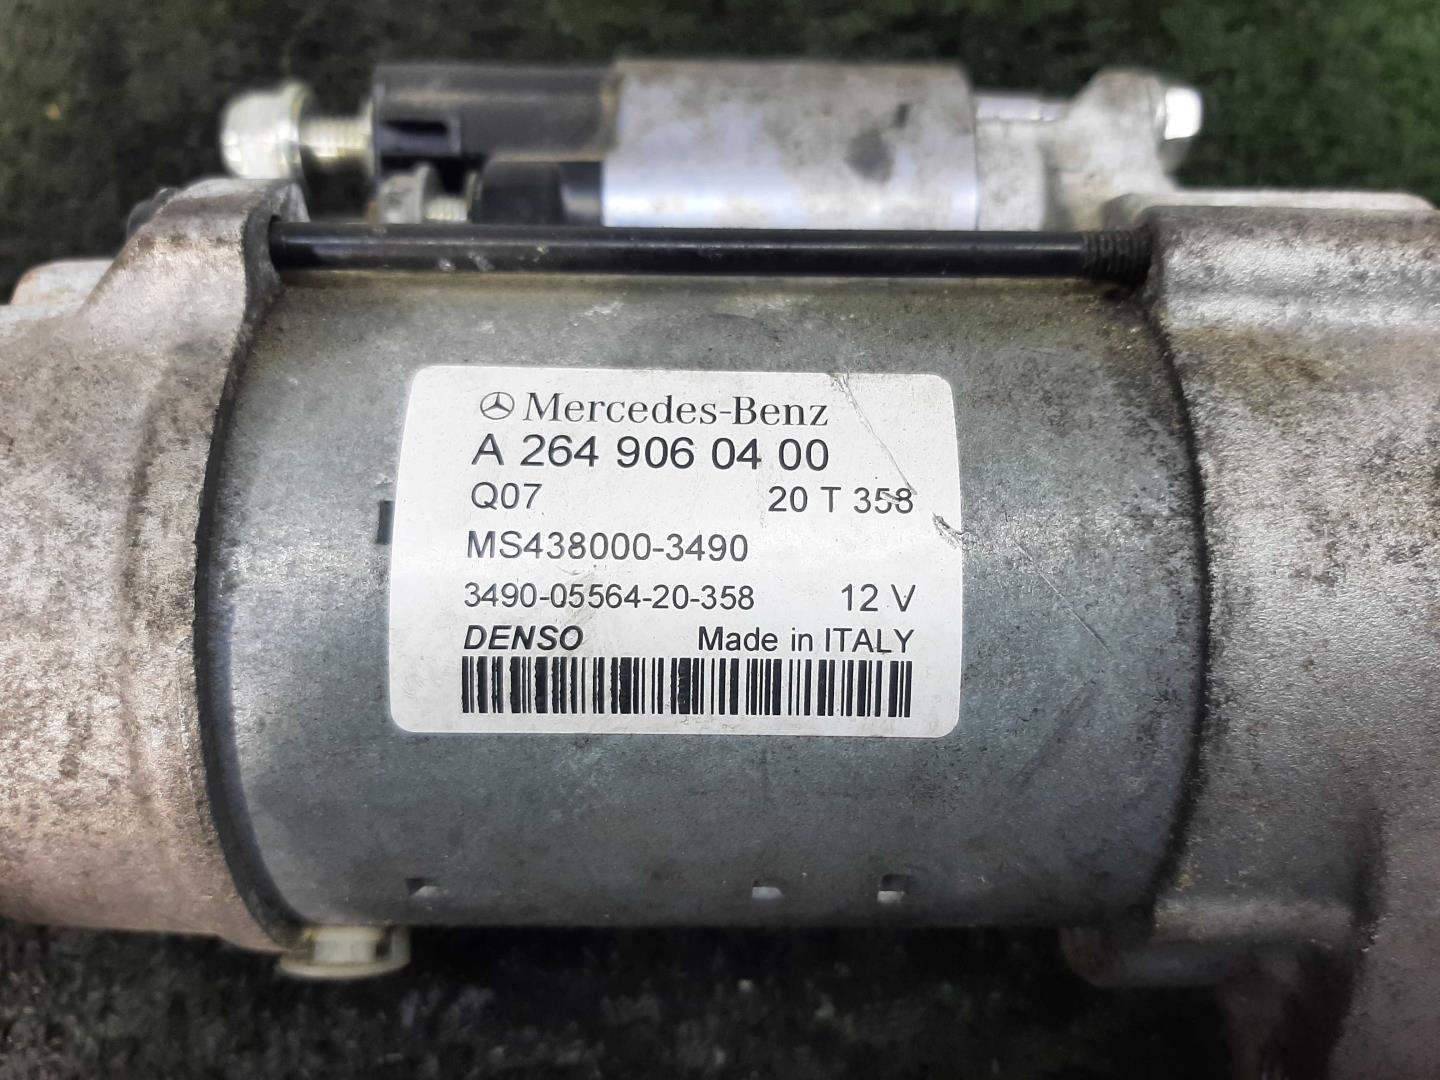 Mercedes-Benz
A 264 906 04 00
Q07 20 T 358
MS438000-3490
3490-05564-20-358 12 V
DENSO Made in ITALY